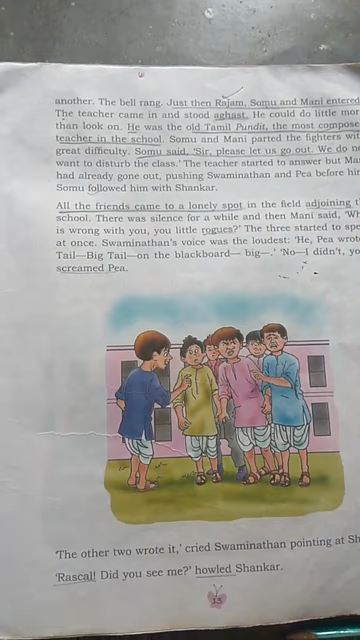 another. The bell rang. Just then Rajam, Somu and Mani entered
The teacher came in and stood aghast. He could do little mor
than look on. He was the old Tamil Pundit, the most compose
teacher in the school. Somu and Mani parted the fighters wit
great difficulty. Somu said, 'Sir, please let us go out. We do no
want to disturb the class.' The teacher started to answer but Ma
had already gone out, pushing Swaminathan and Pea before him
Somu followed him with Shankar.
All the friends came to a lonely spot in the field adjoining t
school. There was silence for a while and then Mani said, 'Wh
is wrong with you, you little rogues?' The three started to spe
at once. Swaminathan's voice was the loudest: 'He, Pea wrote
Tail—Big Tail—on the blackboard— big—.' 'No—I didn't, yo
screamed Pea.
'The other two wrote it,' cried Swaminathan pointing at Sh
'Rascal! Did you see me?' howled Shankar.
13